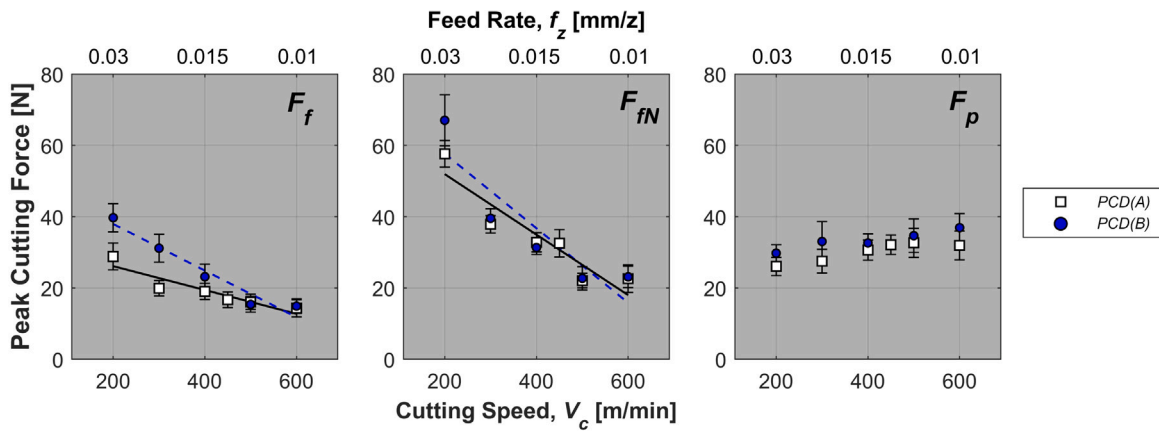 Feed Rate, f_z [mm/z]
0.03 0.015 0.01 0.03 0.015 0.01 0.03 0.015 0.01
Peak Cutting Force [N]
80 80 80
60 60 60
40 40 40
20 20 20
0 0 0
F_f F_fN F_p
PCD(A)
PCD(B)
200 400 600 200 400 600 200 400 600
Cutting Speed, V_c [m/min]